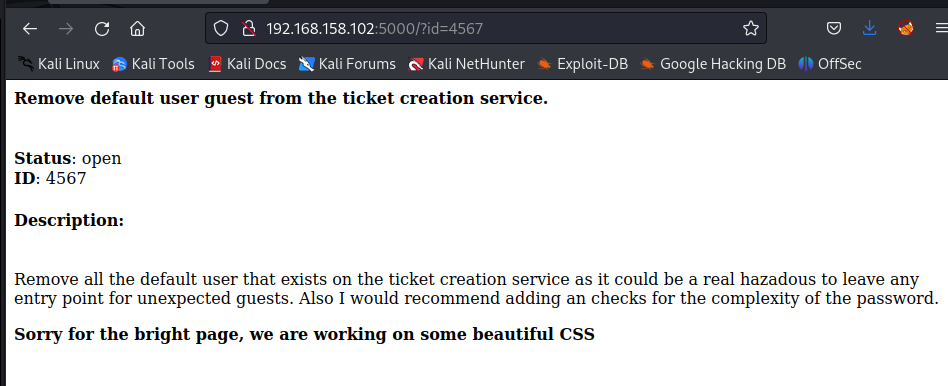 192.168.158.102:5000/?id=4567
Kali Linux Kali Tools Kali Docs Kali Forums Kali NetHunter Exploit-DB Google Hacking DB OffSec
Remove default user guest from the ticket creation service.
Status: open
ID: 4567
Description:
Remove all the default user that exists on the ticket creation service as it could be a real hazadous to leave any
entry point for unexpected guests. Also I would recommend adding an checks for the complexity of the password.
Sorry for the bright page, we are working on some beautiful CSS